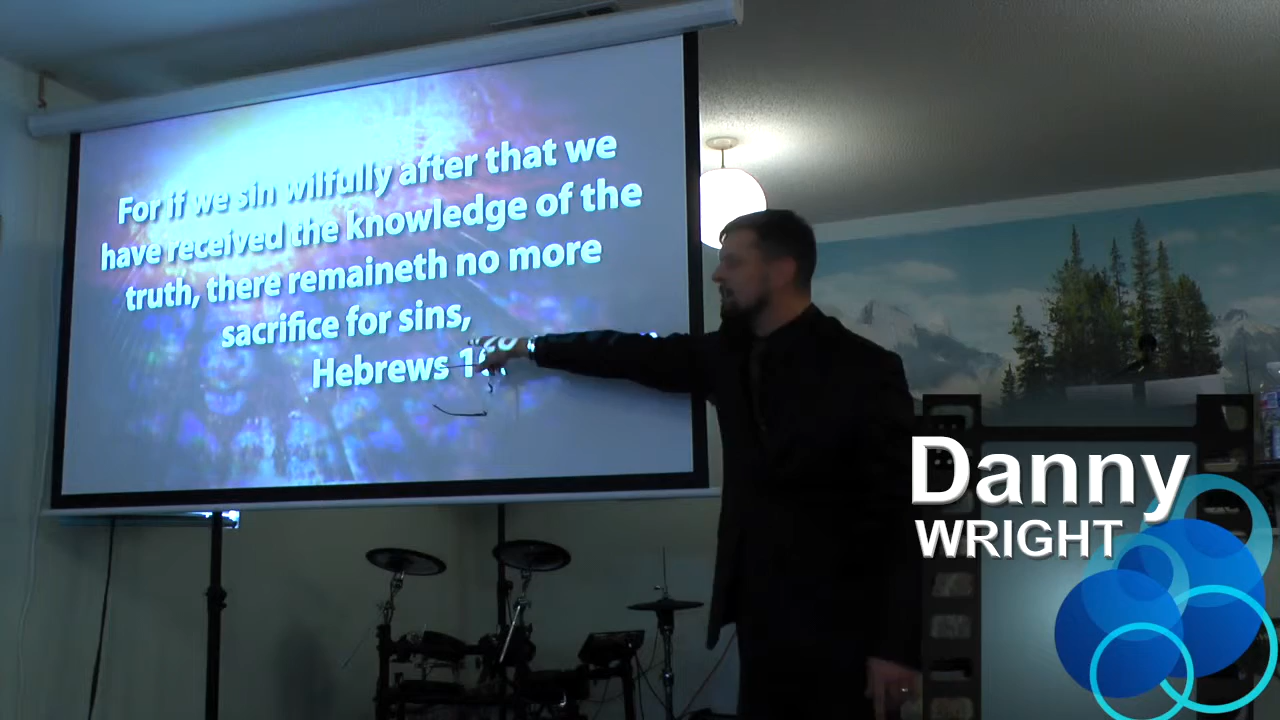 For if we sin wilfully after that we
have received the knowledge of the
truth, there remaineth no more
sacrifice for sins,
Hebrews
Danny
WRIGHT